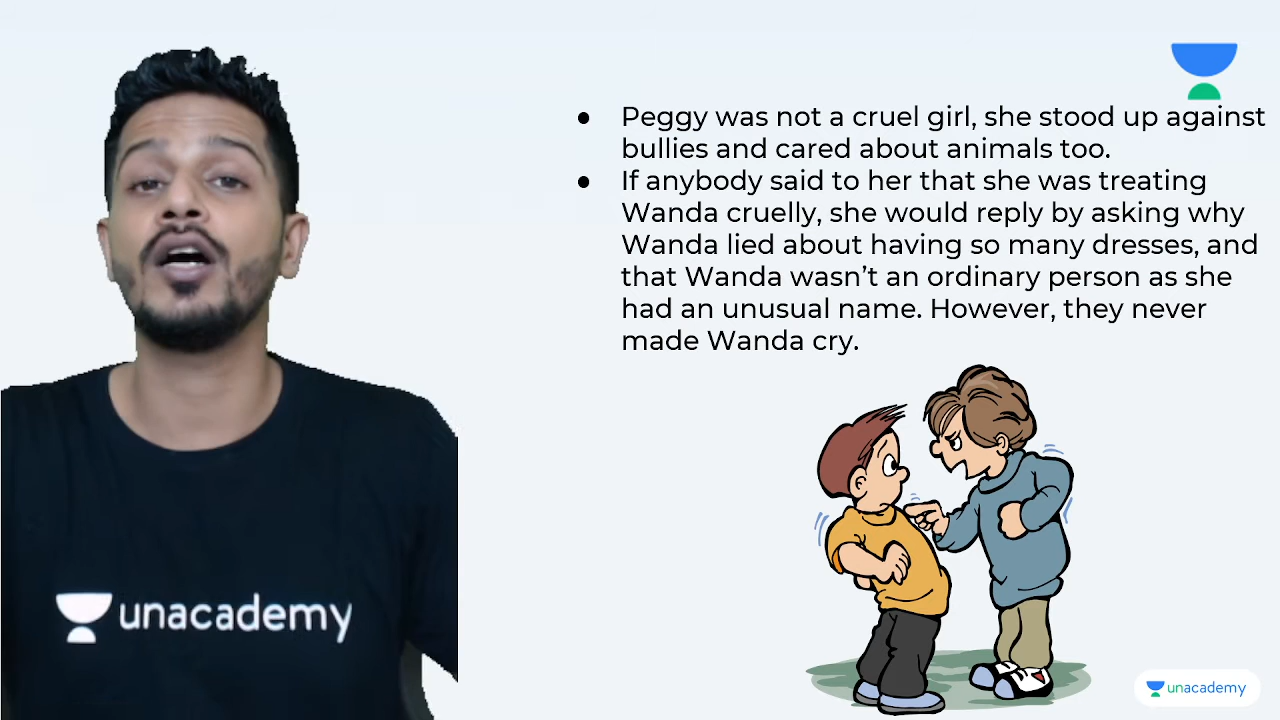 ● Peggy was not a cruel girl, she stood up against
bullies and cared about animals too.
● If anybody said to her that she was treating
Wanda cruelly, she would reply by asking why
Wanda lied about having so many dresses, and
that Wanda wasn’t an ordinary person as she
had an unusual name. However, they never
made Wanda cry.
unacademy
unacademy